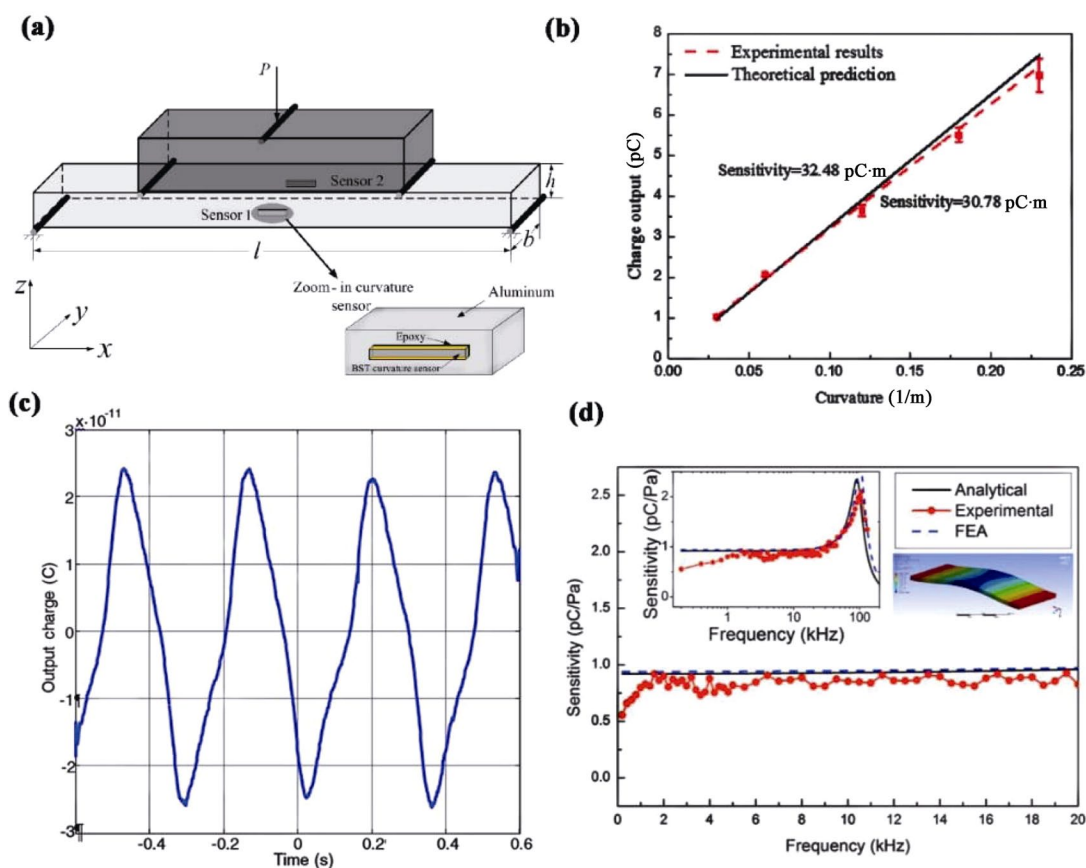 (a)
P
Sensor 2
Sensor 1
h
b
l
Zoom- in curvature
sensor
Aluminum
Epoxy
BST curvature sensor
z
y
x
(b)
8
7
6
5
4
3
2
1
0
Charge output (pC)
Experimental results
Theoretical prediction
Sensitivity=32.48 pC·m
Sensitivity=30.78 pC·m
0.00 0.05 0.10 0.15 0.20 0.25
Curvature (1/m)
(c)
x·10-11
3¶
2
1
0
-1¶
-2
-3¶
Output charge (C)
-0.4 -0.2 0 0.2 0.4 0.6
Time (s)
(d)
2.5
2.0
1.5
1.0
0.5
0.0
Sensitivity (pC/Pa)
2
1
0
Sensitivity (pC/Pa)
1 10 100
Frequency (kHz)
Analytical
Experimental
FEA
0 2 4 6 8 10 12 14 16 18 20
Frequency (kHz)